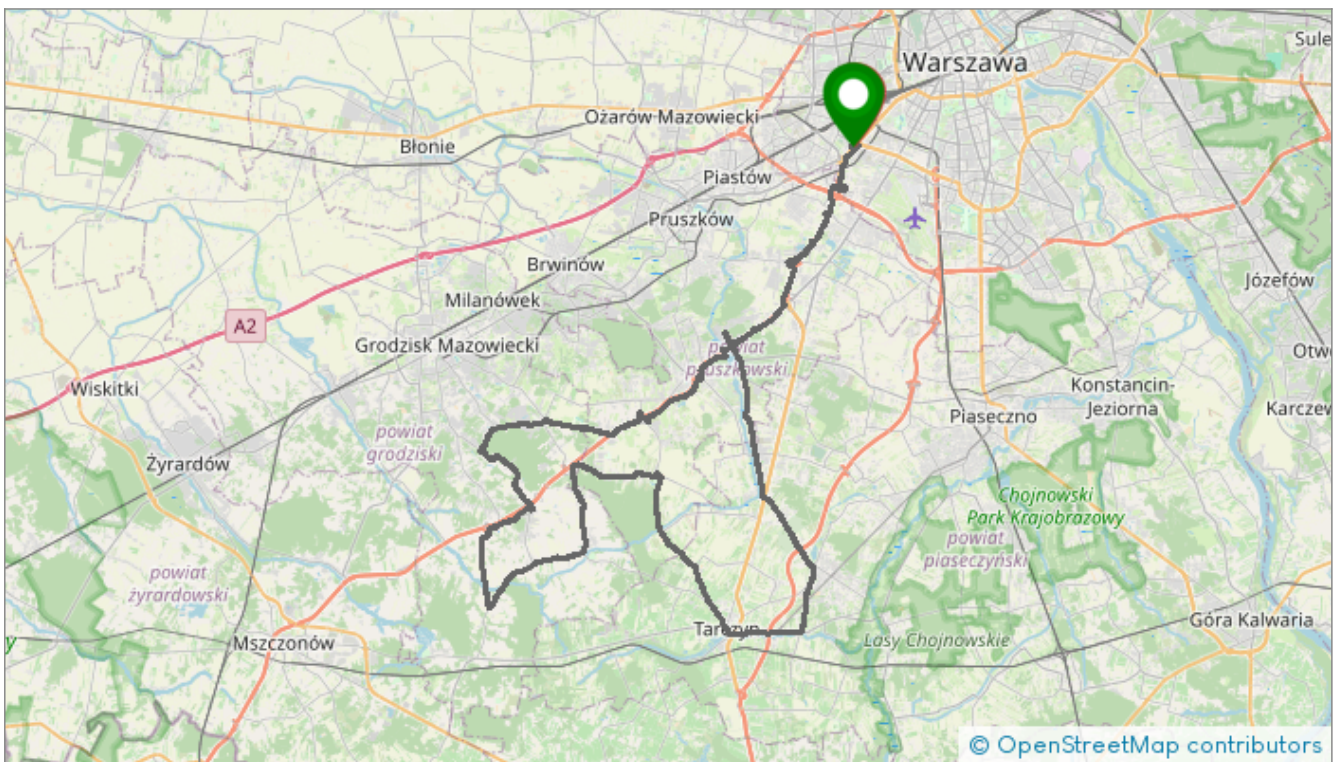 Warszawa
Sule
Ożarów Mazowiecki
Błonie
Piastów
Pruszków
Brwinów
Józefów
Milanówek
A2
Grodzisk Mazowiecki
powiat
pruszkowski
Otwo
Wiskitki
Konstancin-
Jeziorna
Piaseczno
Karczew
powiat
grodziski
Żyrardów
Chojnowski
Park Krajobrazowy
powiat
piaseczyński
powiat
żyrardowski
Góra Kalwaria
Tarczyn
Lasy Chojnowskie
Mszczonów
y
© OpenStreetMap contributors